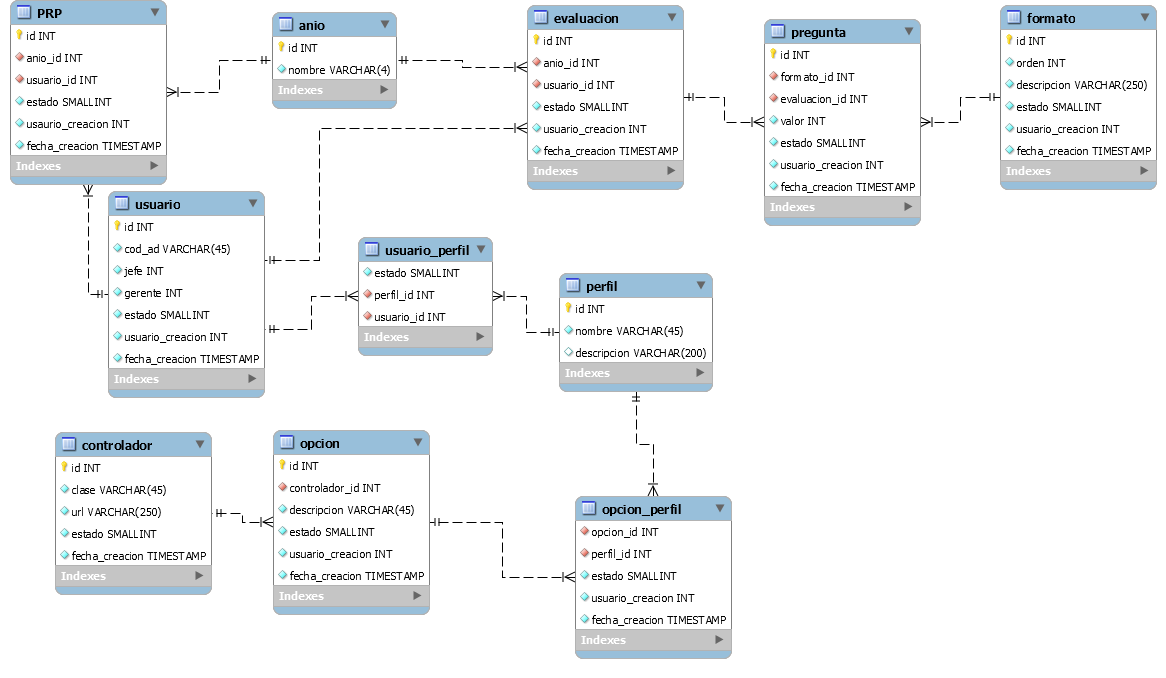 PRP
id INT
anio_id INT
usuario_id INT
estado SMALLINT
usaurio_creacion INT
fecha_creacion TIMESTAMP
Indexes
anio
id INT
nombre VARCHAR(4)
Indexes
evaluacion
id INT
anio_id INT
usuario_id INT
estado SMALLINT
usuario_creacion INT
fecha_creacion TIMESTAMP
Indexes
pregunta
id INT
formato_id INT
evaluacion_id INT
valor INT
estado SMALLINT
usuario_creacion INT
fecha_creacion TIMESTAMP
Indexes
formato
id INT
orden INT
descripcion VARCHAR(250)
estado SMALLINT
usuario_creacion INT
fecha_creacion TIMESTAMP
Indexes
usuario
id INT
cod_ad VARCHAR(45)
jefe INT
gerente INT
estado SMALLINT
usuario_creacion INT
fecha_creacion TIMESTAMP
Indexes
usuario_perfil
estado SMALLINT
perfil_id INT
usuario_id INT
Indexes
perfil
id INT
nombre VARCHAR(45)
descripcion VARCHAR(200)
Indexes
controlador
id INT
clase VARCHAR(45)
url VARCHAR(250)
estado SMALLINT
fecha_creacion TIMESTAMP
Indexes
opcion
id INT
controlador_id INT
descripcion VARCHAR(45)
estado SMALLINT
usuario_creacion INT
fecha_creacion TIMESTAMP
Indexes
opcion_perfil
opcion_id INT
perfil_id INT
estado SMALLINT
usuario_creacion INT
fecha_creacion TIMESTAMP
Indexes